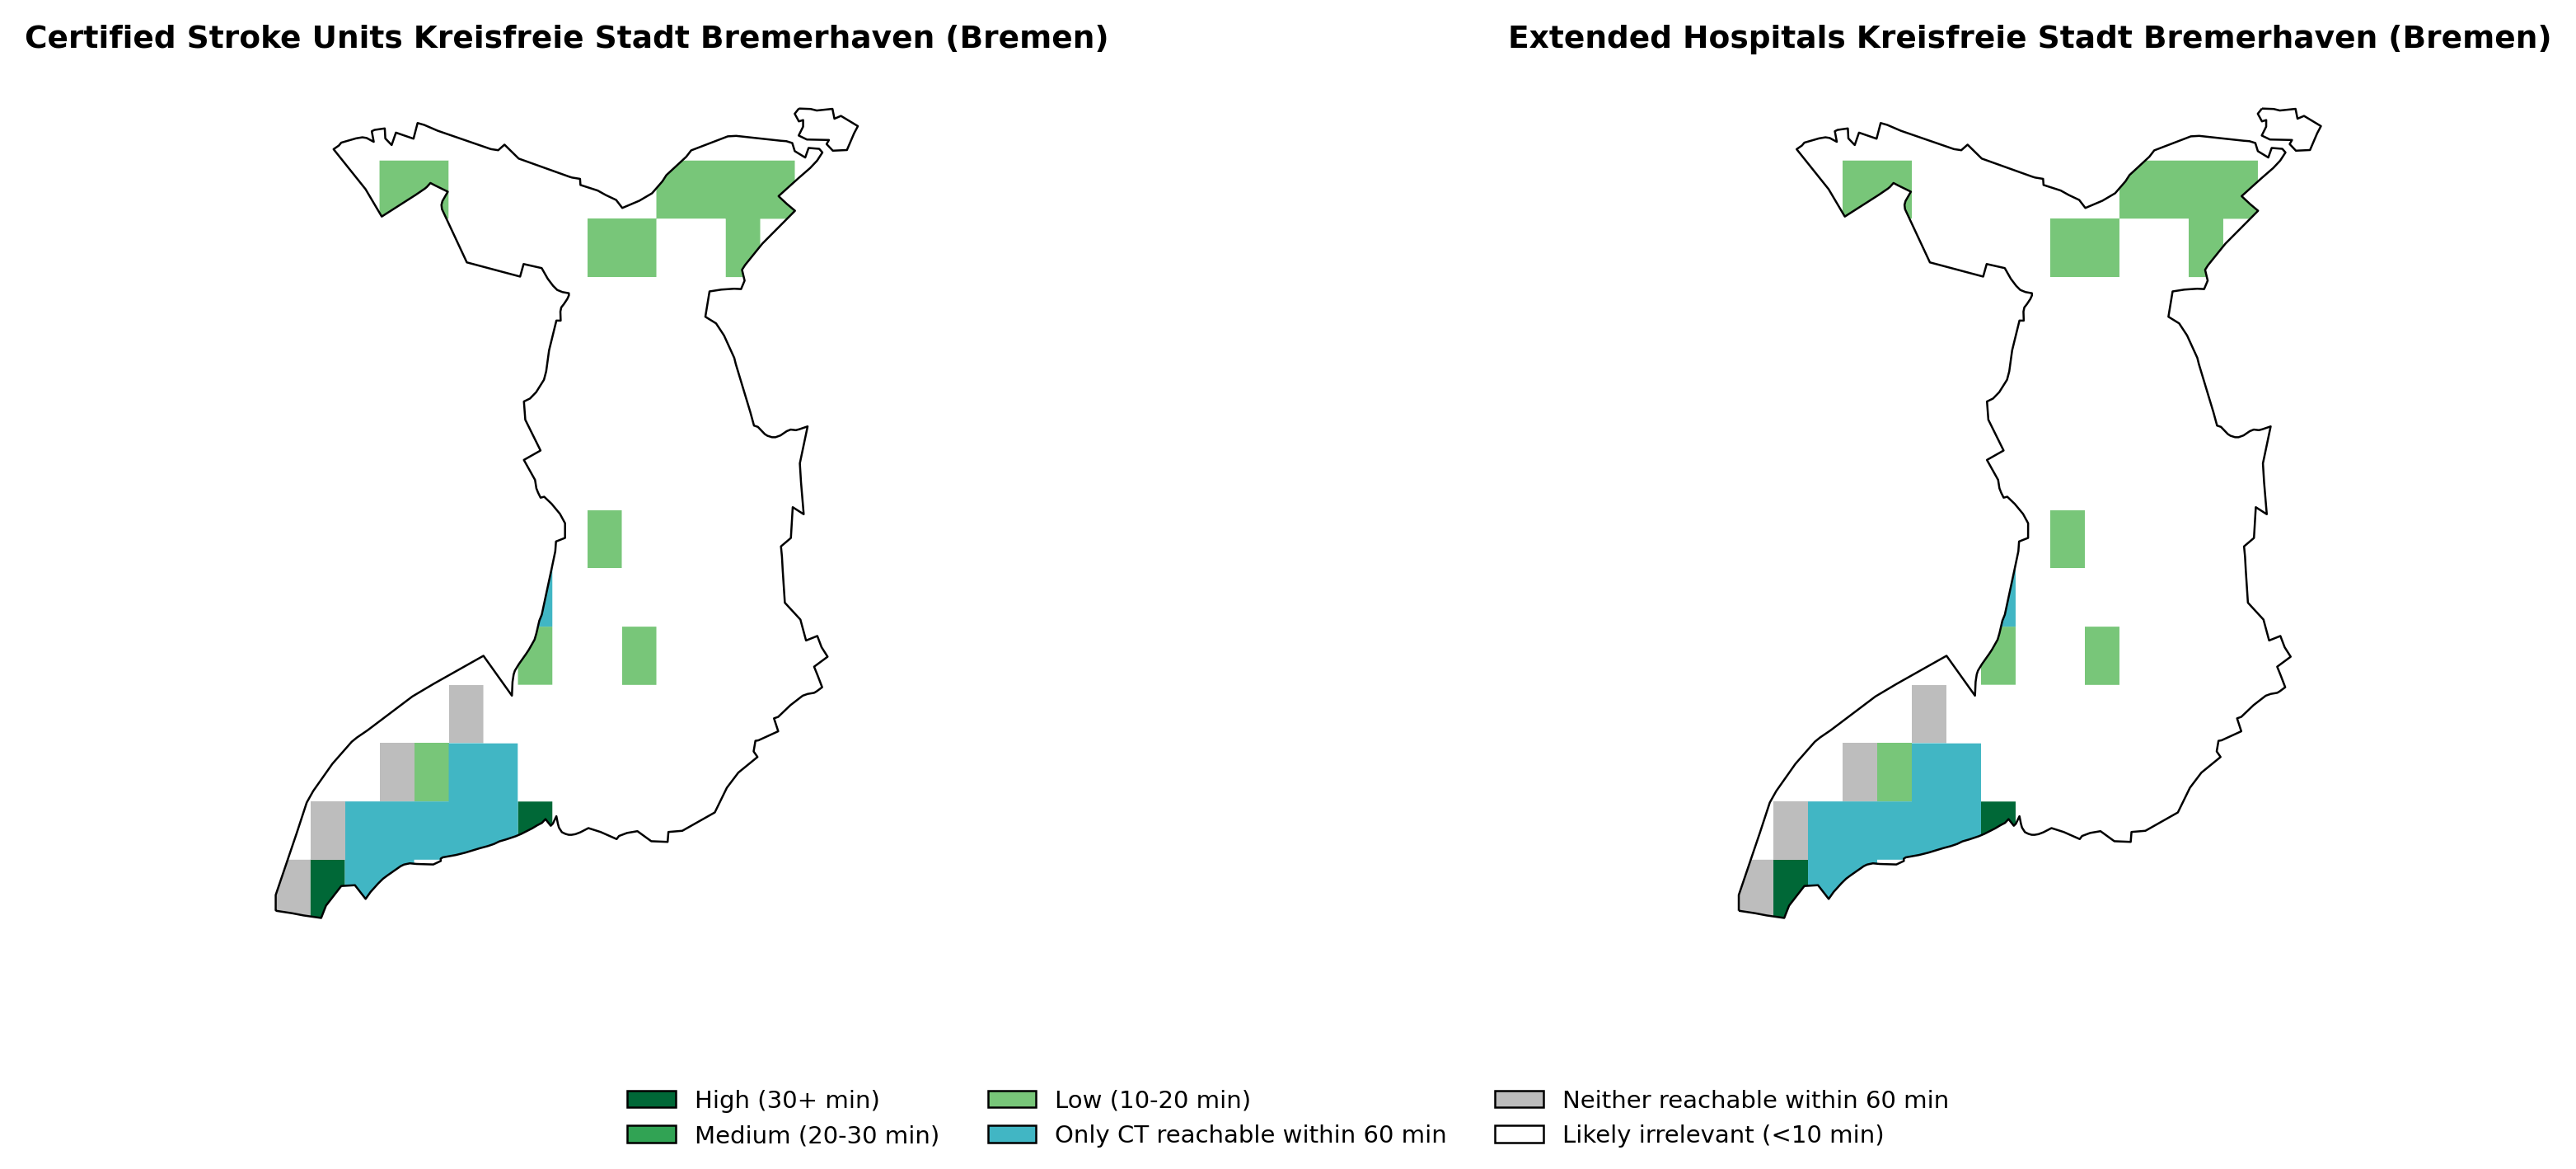 Certified Stroke Units Kreisfreie Stadt Bremerhaven (Bremen)
Extended Hospitals Kreisfreie Stadt Bremerhaven (Bremen)
High (30+ min)
Medium (20-30 min)
Low (10-20 min)
Only CT reachable within 60 min
Neither reachable within 60 min
Likely irrelevant (<10 min)